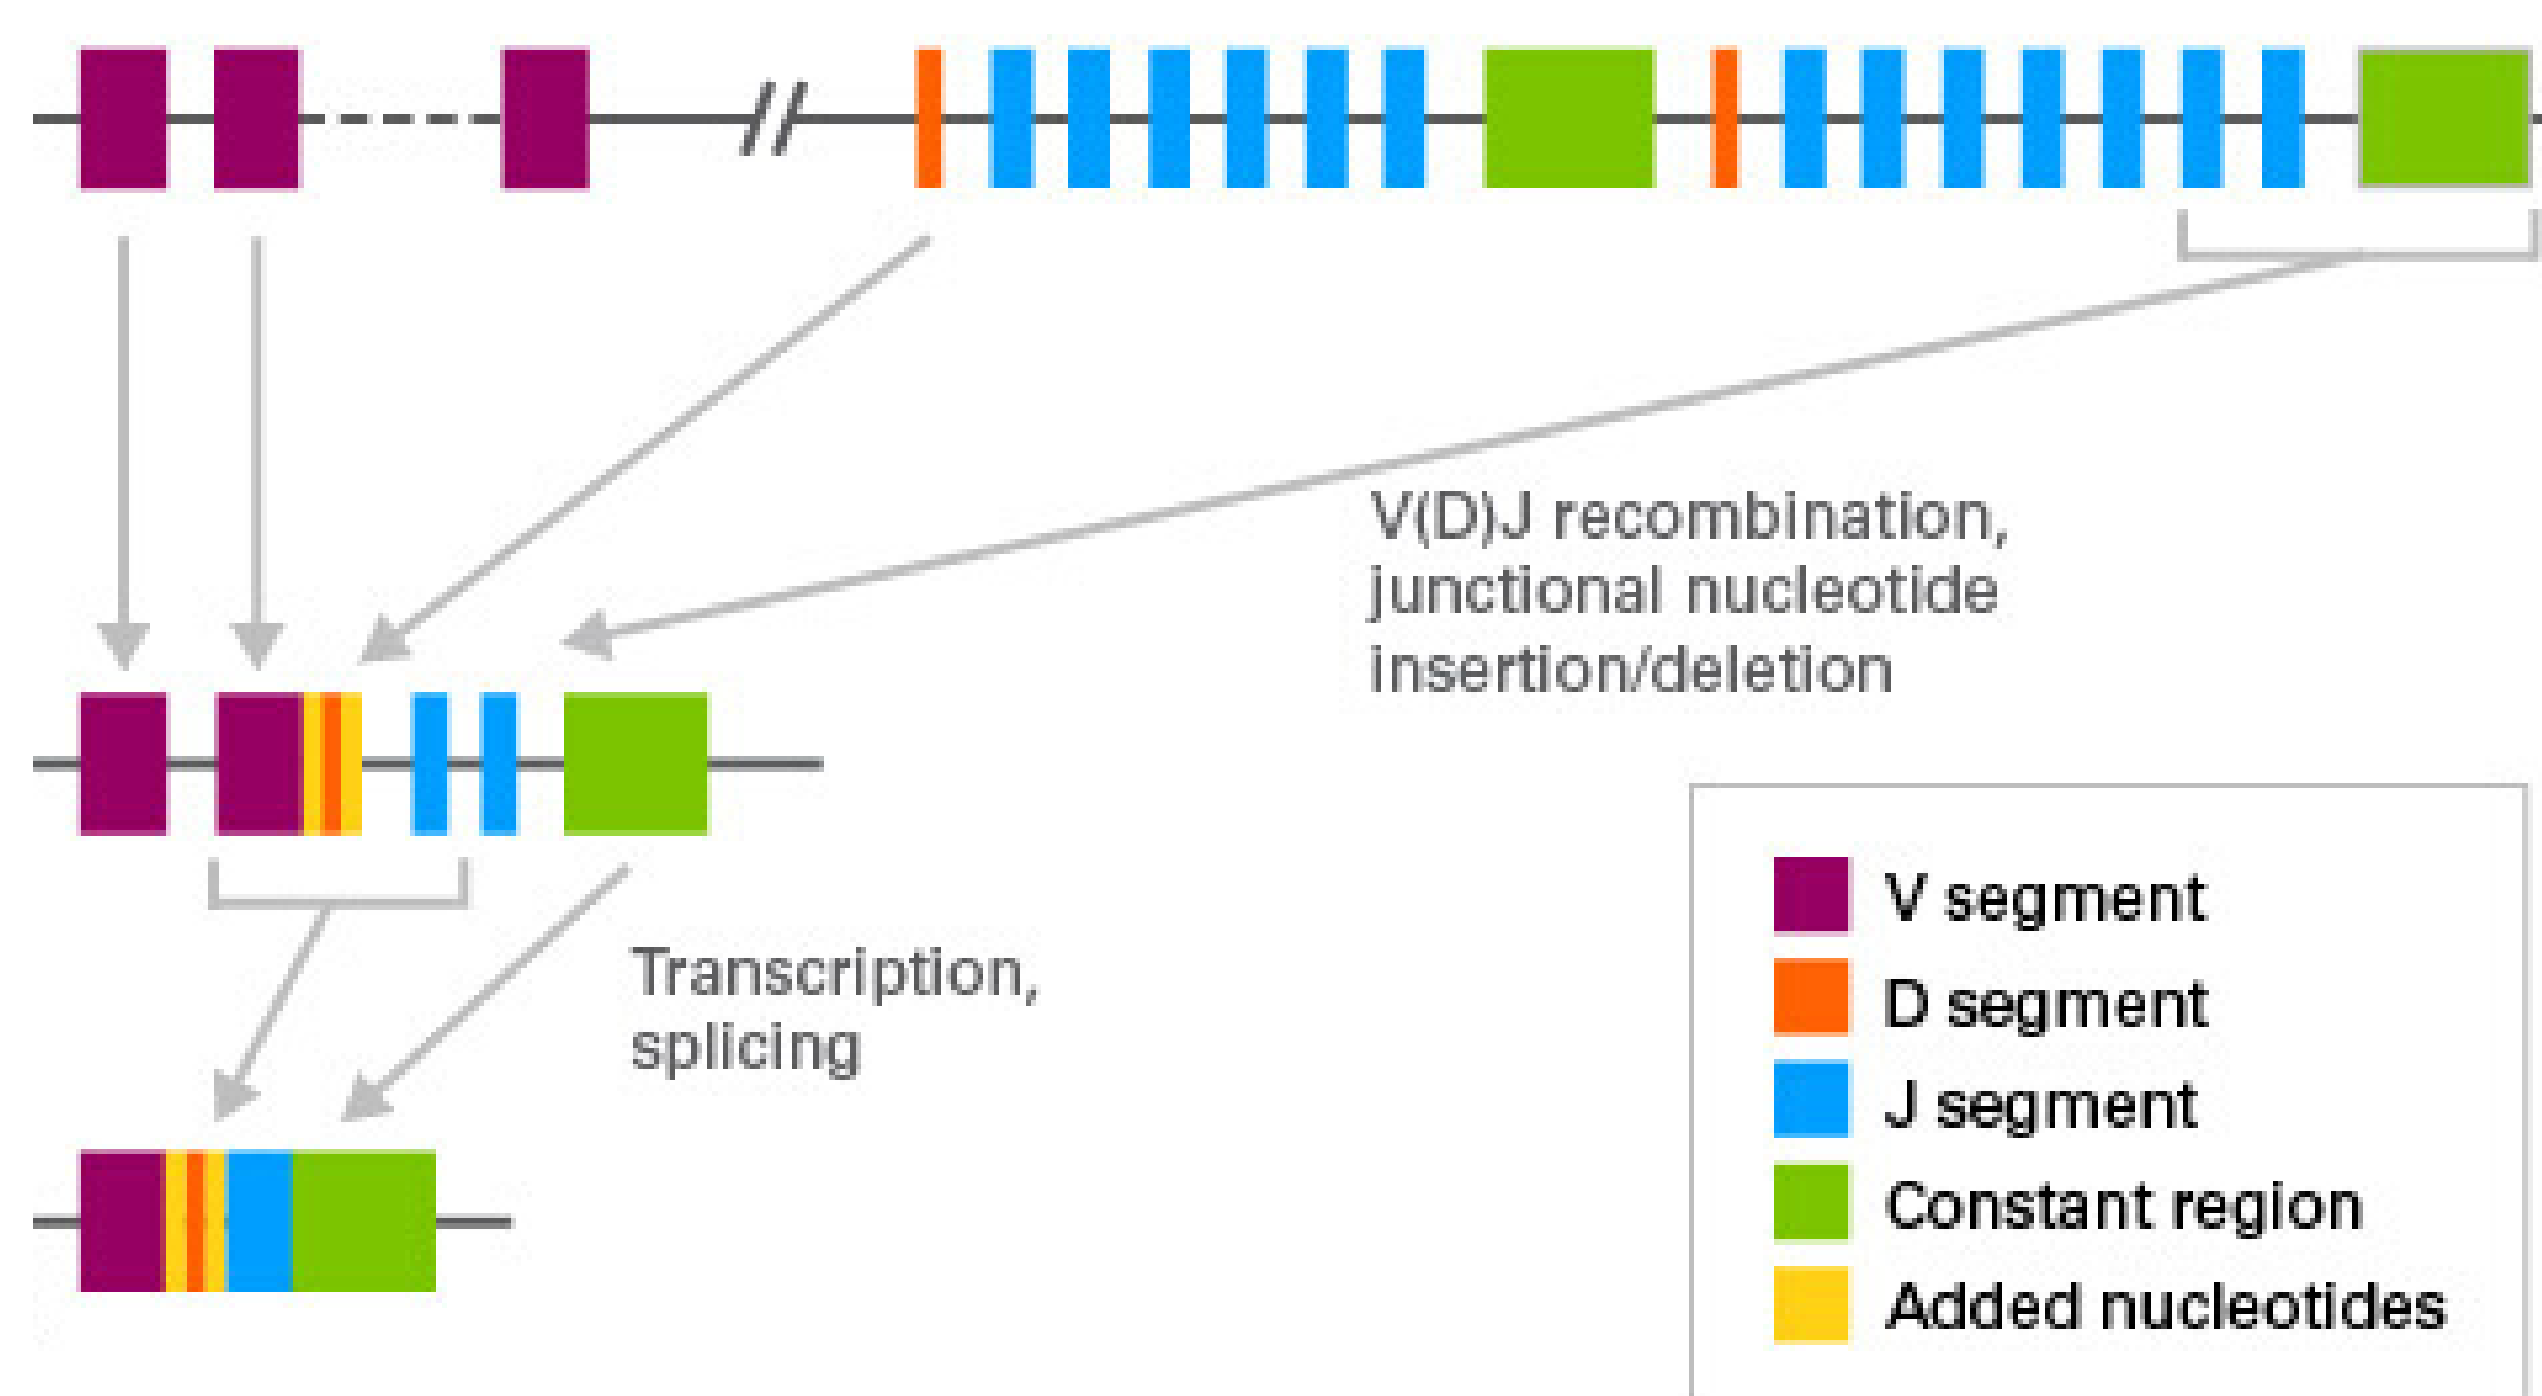 V(D)J recombination,
junctional nucleotide
insertion/deletion
Transcription,
splicing
V segment
D segment
J segment
Constant region
Added nucleotides